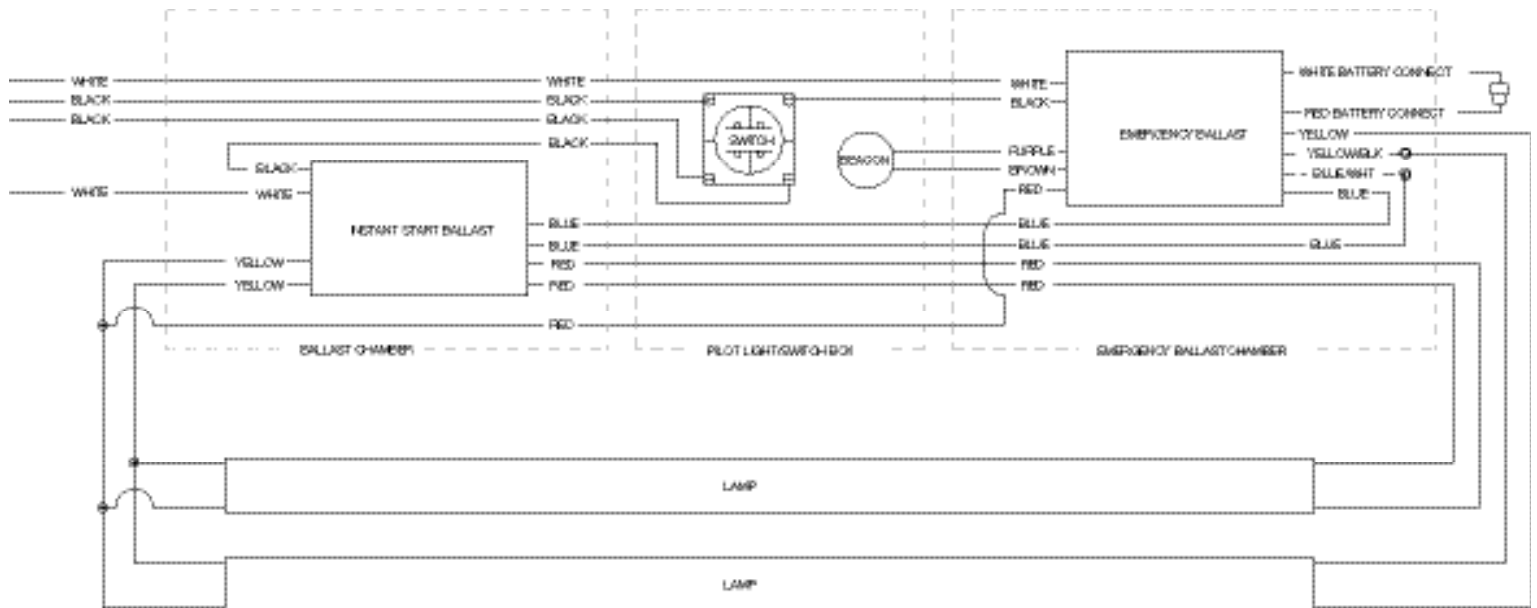 WHITE WHITE WHITE WHITE BATTERY CONNECT
BLACK BLACK BLACK
RED BATTERY CONNECT
BLACK BLACK
EMERGENCY BALLAST YELLOW
BLACK SWITCH
BEACON PURPLE YELLOW/BLK
BLACK BROWN BLUE/WHT
WHITE WHITE RED BLUE
INSTANT START BALLAST BLUE BLUE
BLUE BLUE BLUE
YELLOW RED RED
YELLOW RED RED
RED
BALLAST CHAMBER PILOT LIGHT/SWITCH BOX EMERGENCY BALLAST CHAMBER
LAMP
LAMP